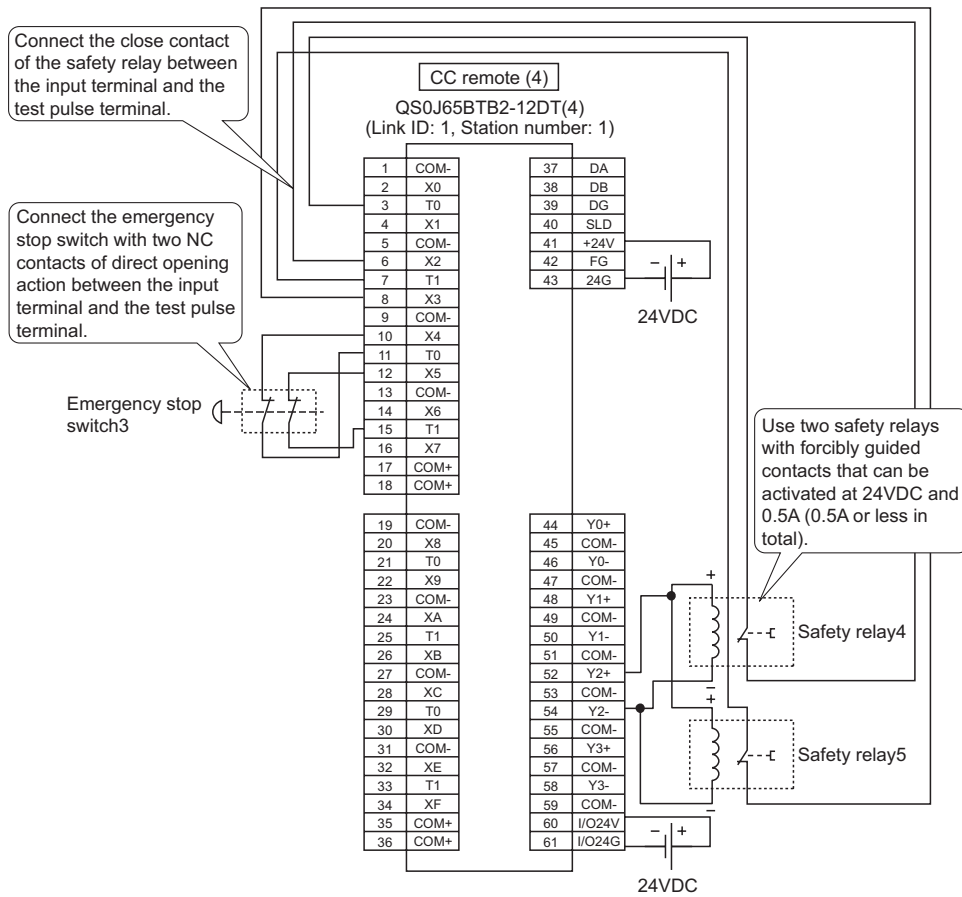 Connect the close contact
of the safety relay between
the input terminal and the
test pulse terminal.
CC remote (4)
QS0J65BTB2-12DT(4)
(Link ID: 1, Station number: 1)
1 COM-
2 X0
3 T0
4 X1
5 COM-
6 X2
7 T1
8 X3
9 COM-
10 X4
11 T0
12 X5
13 COM-
14 X6
15 T1
16 X7
17 COM+
18 COM+
37 DA
38 DB
39 DG
40 SLD
41 +24V
42 FG
43 24G
- +
24VDC
Connect the emergency
stop switch with two NC
contacts of direct opening
action between the input
terminal and the test pulse
terminal.
Emergency stop
switch3
19 COM-
20 X8
21 T0
22 X9
23 COM-
24 XA
25 T1
26 XB
27 COM-
28 XC
29 T0
30 XD
31 COM-
32 XE
33 T1
34 XF
35 COM+
36 COM+
44 Y0+
45 COM-
46 Y0-
47 COM-
48 Y1+
49 COM-
50 Y1-
51 COM-
52 Y2+
53 COM-
54 Y2-
55 COM-
56 Y3+
57 COM-
58 Y3-
59 COM-
60 I/O24V
61 I/O24G
Use two safety relays
with forcibly guided
contacts that can be
activated at 24VDC and
0.5A (0.5A or less in
total).
+
Safety relay4
-
+
Safety relay5
-
- +
24VDC